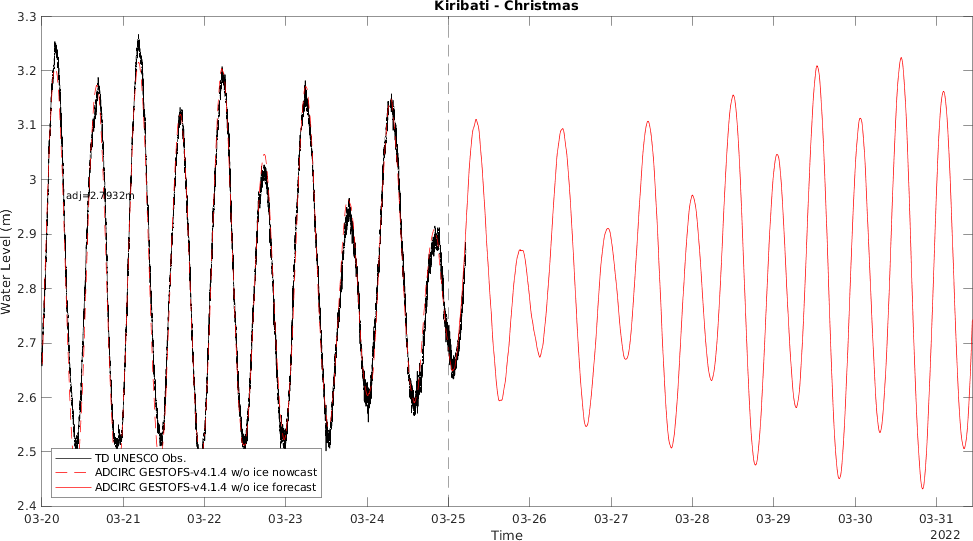 Kiribati - Christmas
3.3
3.2
3.1
3
2.9
2.8
2.7
2.6
2.5
2.4
Water Level (m)
adj=2.7932m
TD UNESCO Obs.
ADCIRC GESTOFS-v4.1.4 w/o ice nowcast
ADCIRC GESTOFS-v4.1.4 w/o ice forecast
03-20 03-21 03-22 03-23 03-24 03-25 03-26 03-27 03-28 03-29 03-30 03-31
Time
2022